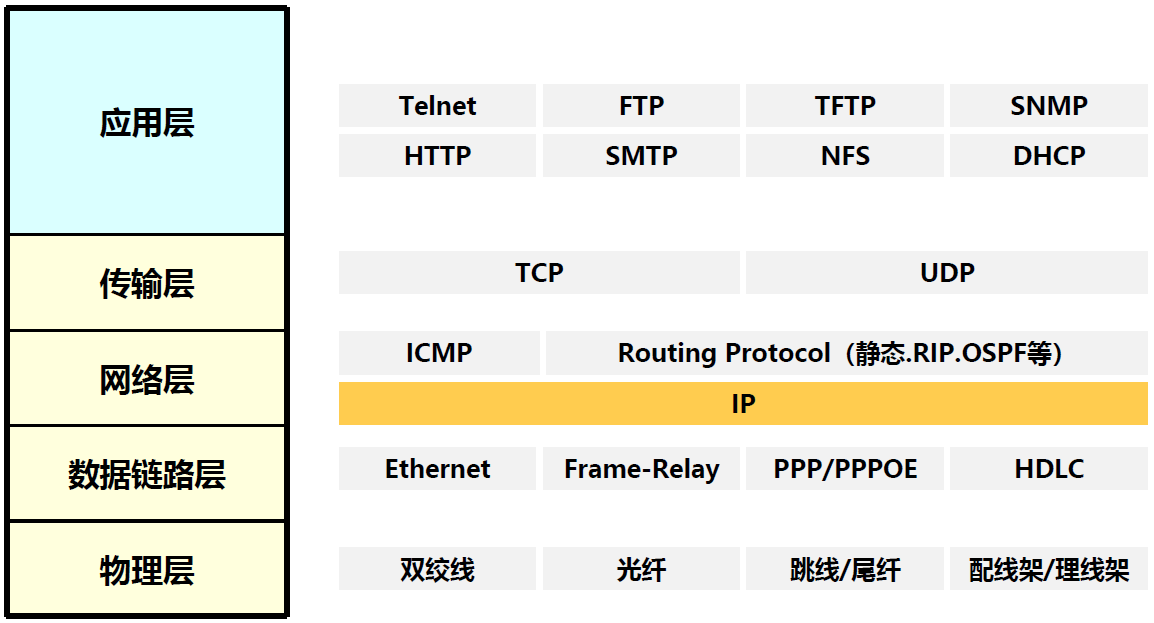 应用层
Telnet FTP TFTP SNMP
HTTP SMTP NFS DHCP
传输层
TCP UDP
网络层
ICMP Routing Protocol（静态.RIP.OSPF等）
IP
数据链路层
Ethernet Frame-Relay PPP/PPPOE HDLC
物理层
双绞线 光纤 跳线/尾纤 配线架/理线架